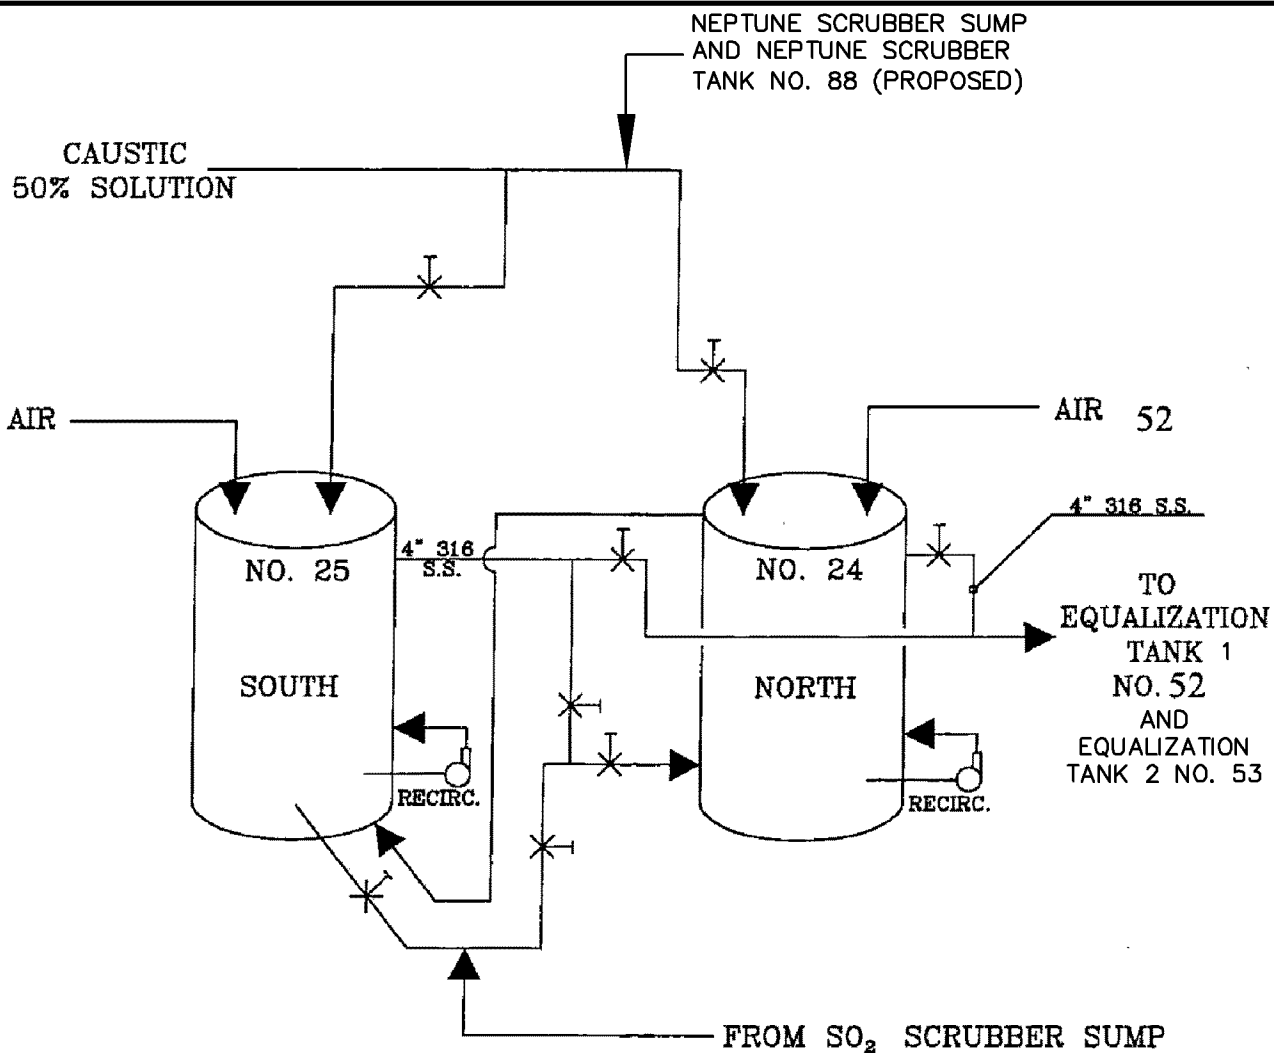 NEPTUNE SCRUBBER SUMP
AND NEPTUNE SCRUBBER
TANK NO. 88 (PROPOSED)
CAUSTIC
50% SOLUTION
AIR
AIR 52
4" 316 S.S.
4" 316
S.S.
NO. 25
NO. 24
TO
EQUALIZATION
TANK 1
NO. 52
AND
EQUALIZATION
TANK 2 NO. 53
SOUTH
NORTH
RECIRC.
RECIRC.
FROM SO₂ SCRUBBER SUMP